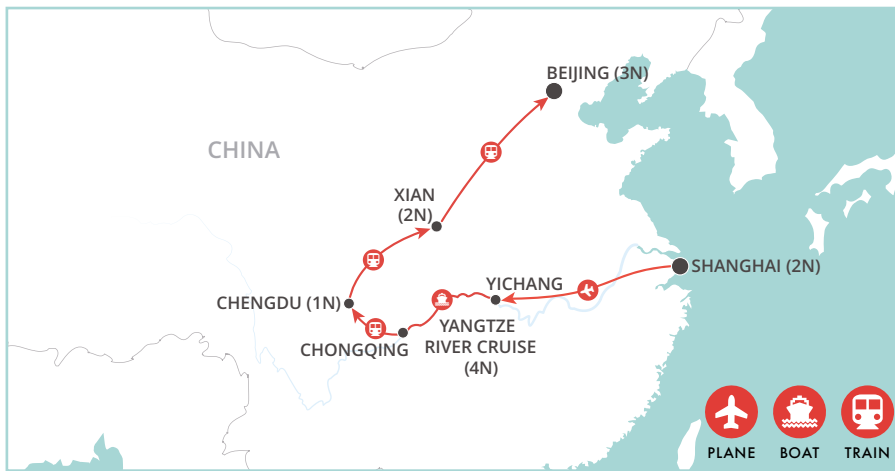 BEIJING (3N)
CHINA
XIAN
(2N)
SHANGHAI (2N)
YICHANG
CHENGDU (1N)
YANGTZE
RIVER CRUISE
(4N)
CHONGQING
PLANE
BOAT
TRAIN